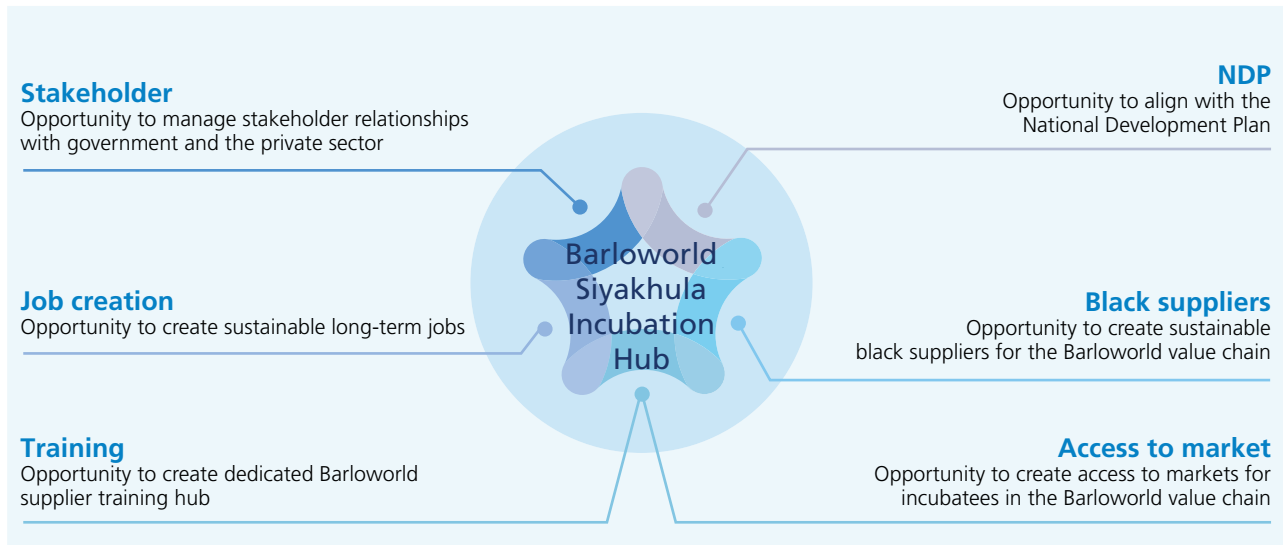 Stakeholder
Opportunity to manage stakeholder relationships
with government and the private sector
Job creation
Opportunity to create sustainable long-term jobs
Training
Opportunity to create dedicated Barloworld
supplier training hub
Barloworld
Siyakhula
Incubation
Hub
NDP
Opportunity to align with the
National Development Plan
Black suppliers
Opportunity to create sustainable
black suppliers for the Barloworld value chain
Access to market
Opportunity to create access to markets for
incubatees in the Barloworld value chain